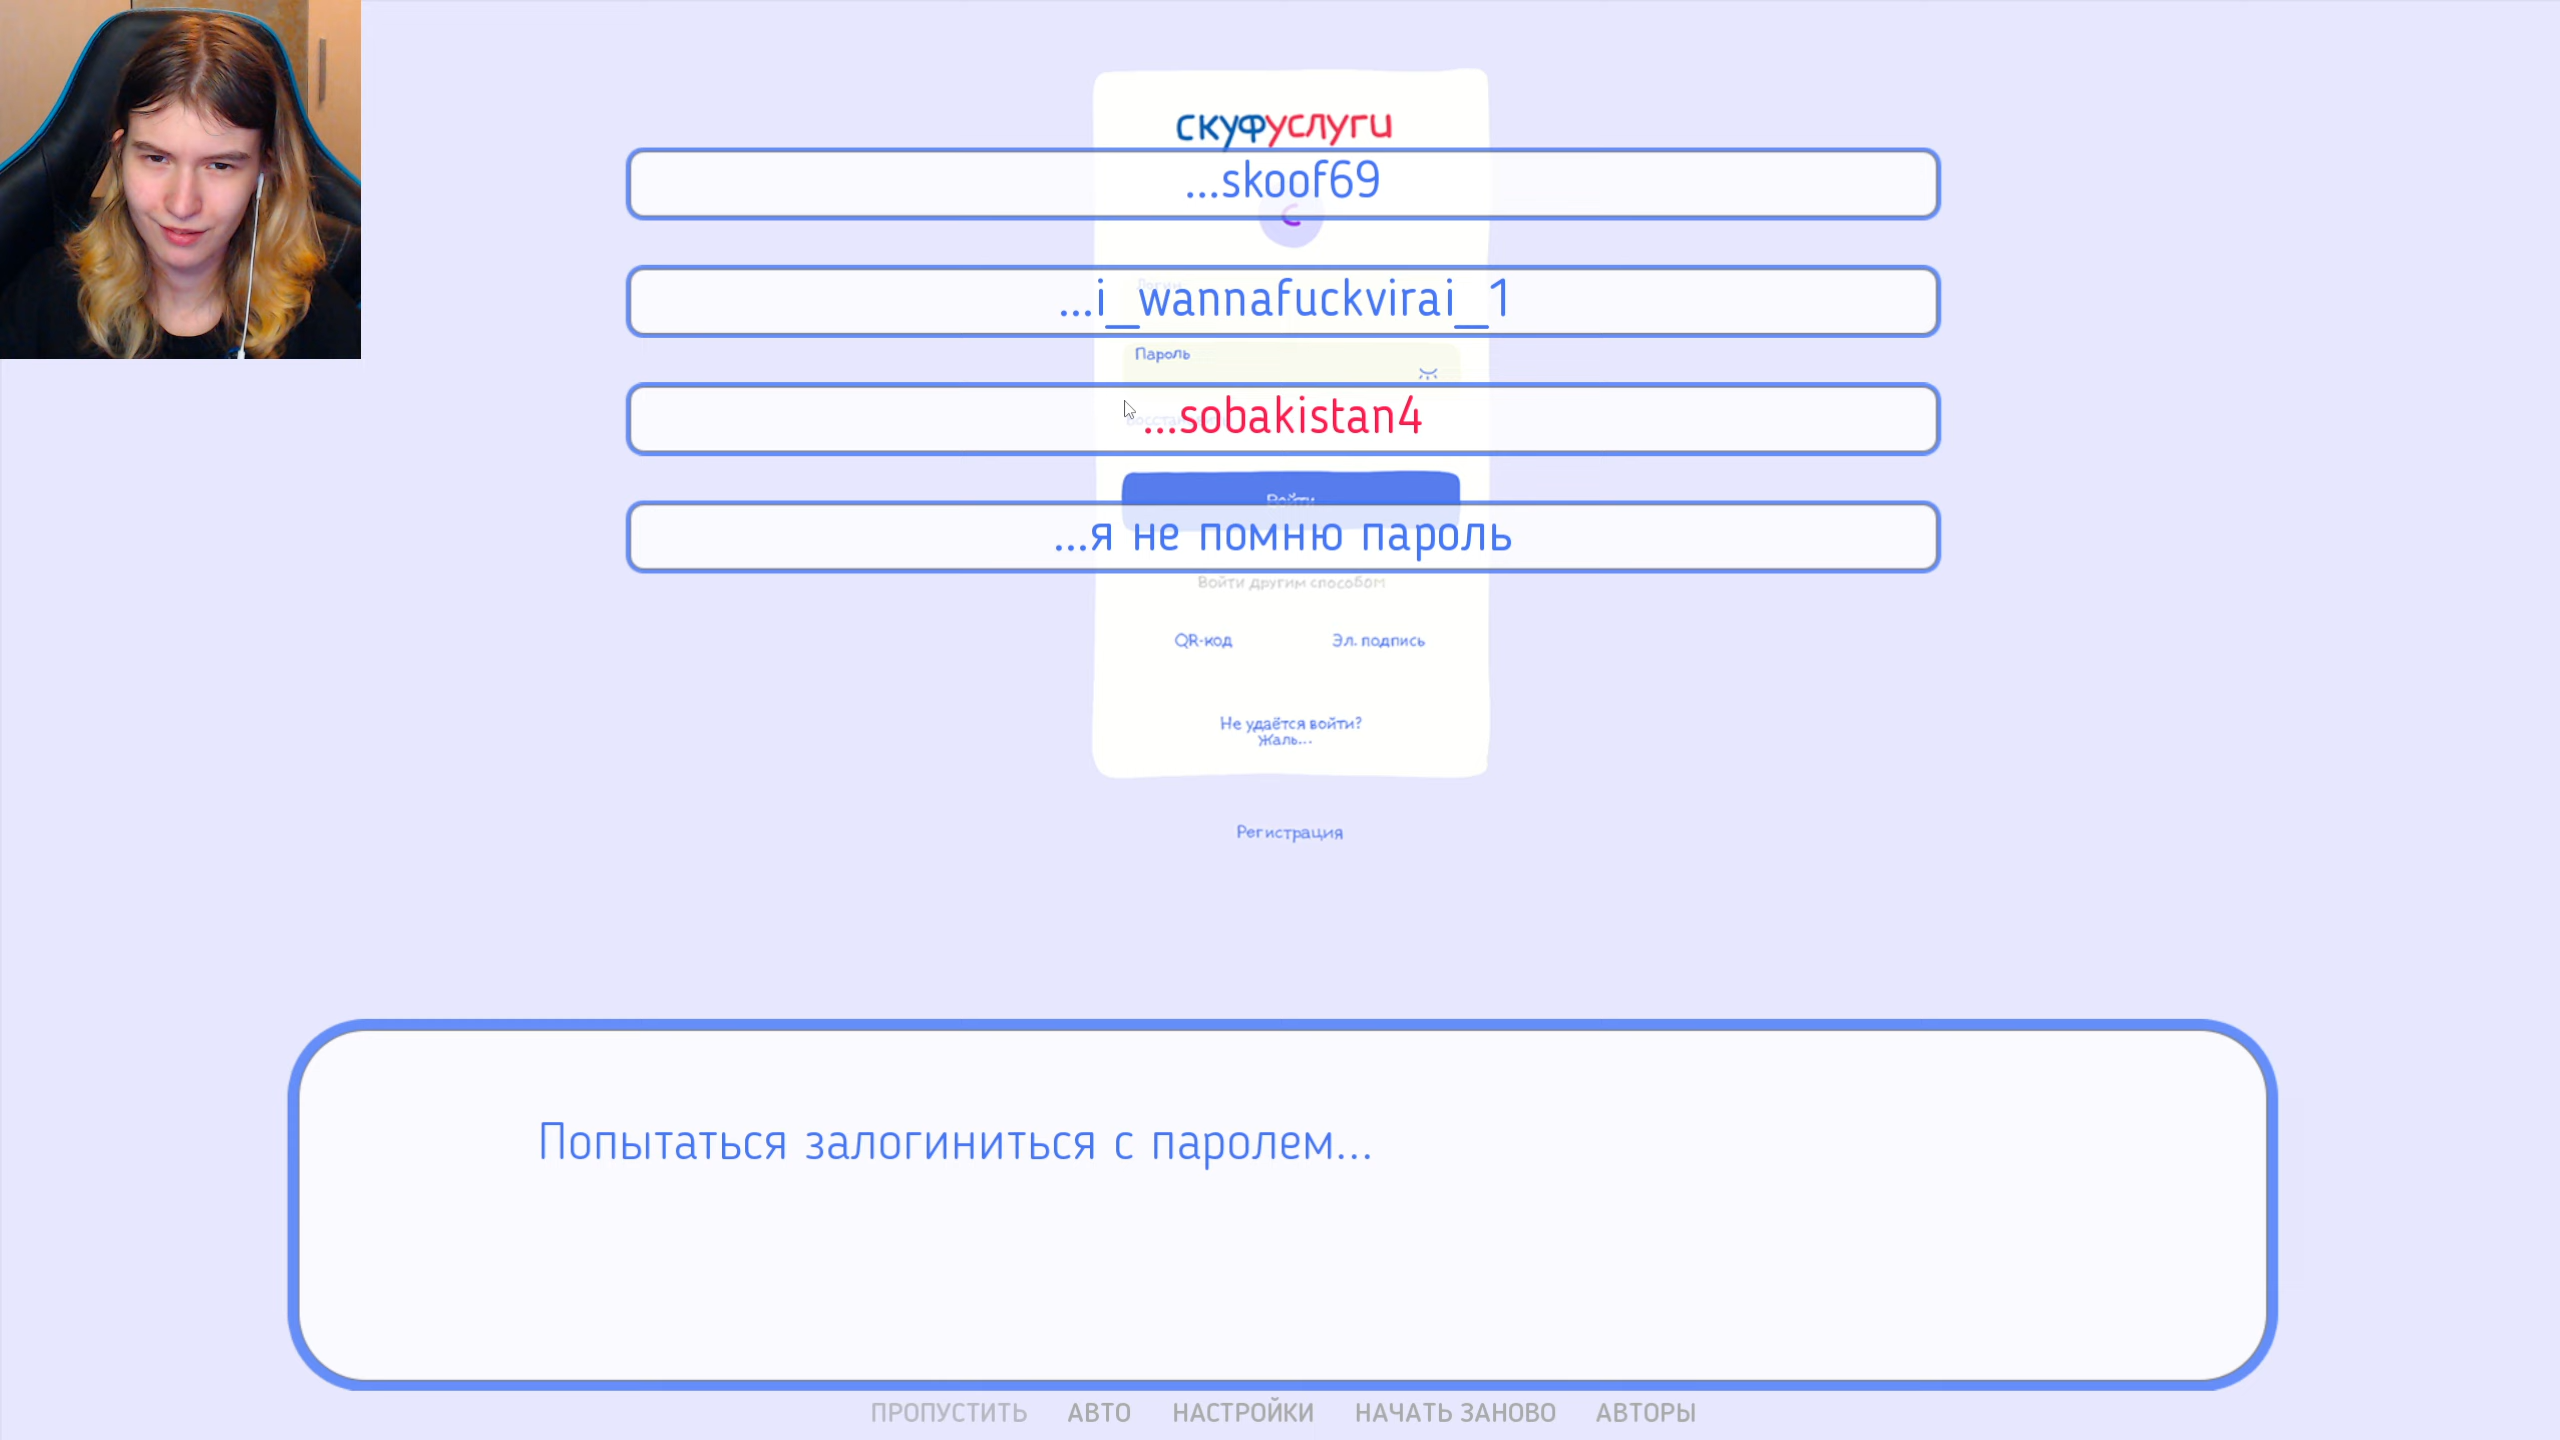 скуфуслуги
...skoof69
...i_wannafuckvirai_1
Пароль
...sobakistan4
Войти
...я не помню пароль
Войти другим способом
QR-код
Эл. подпись
Не удаётся войти?
Жаль...
Регистрация
Попытаться залогиниться с паролем...
ПРОПУСТИТЬ АВТО НАСТРОЙКИ НАЧАТЬ ЗАНОВО АВТОРЫ